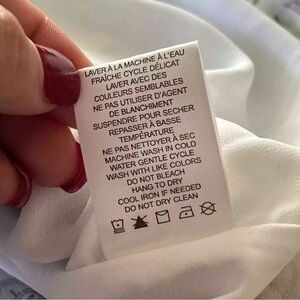 LAVER À LA MACHINE À L'EAU
FRAÎCHE CYCLE DÉLICAT
LAVER AVEC DES
COULEURS SEMBLABLES
NE PAS UTILISER D'AGENT
DE BLANCHIMENT
SUSPENDRE POUR SECHER
REPASSER À BASSE
TEMPÉRATURE
NE PAS NETTOYER À SEC
MACHINE WASH IN COLD
WATER GENTLE CYCLE
WASH WITH LIKE COLORS
DO NOT BLEACH
HANG TO DRY
COOL IRON IF NEEDED
DO NOT DRY CLEAN